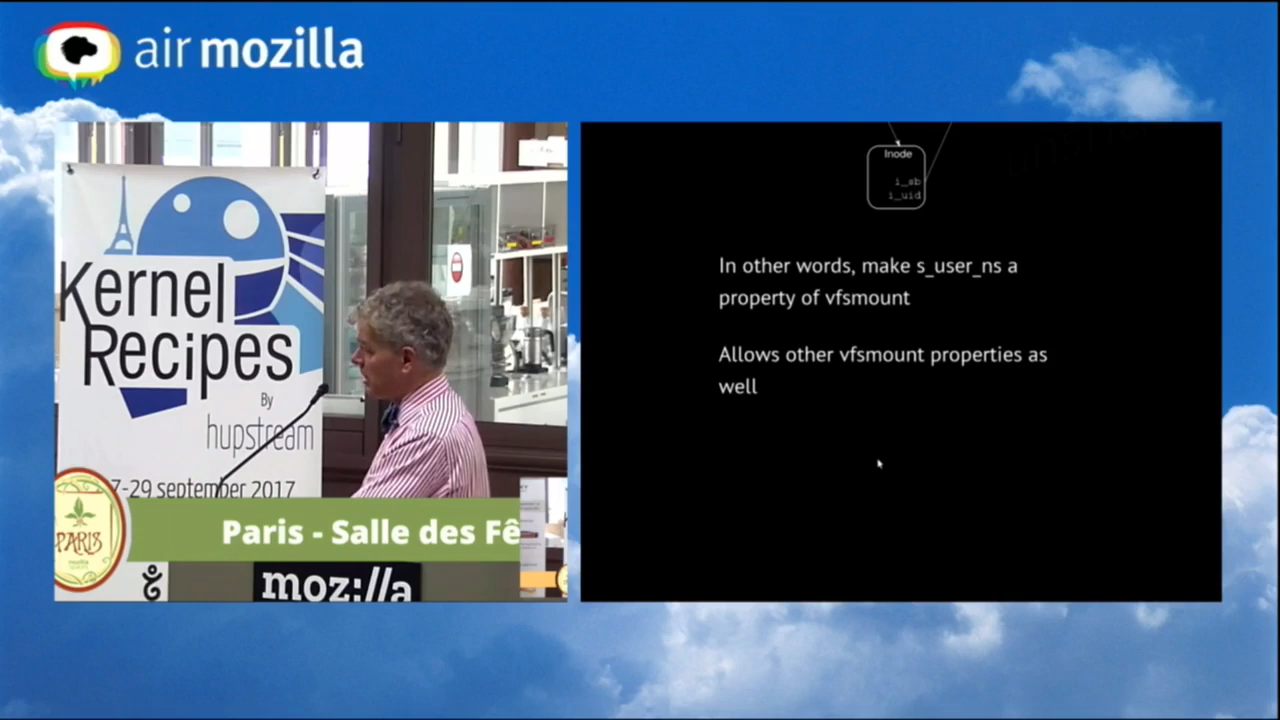 air mozilla
Kernel
Recipes
By
hupstream
7-29 september 2017
PARIS
Paris - Salle des Fê
moz://a
Inode
i_sb
i_uid
In other words, make s_user_ns a
property of vfsmount
Allows other vfsmount properties as
well